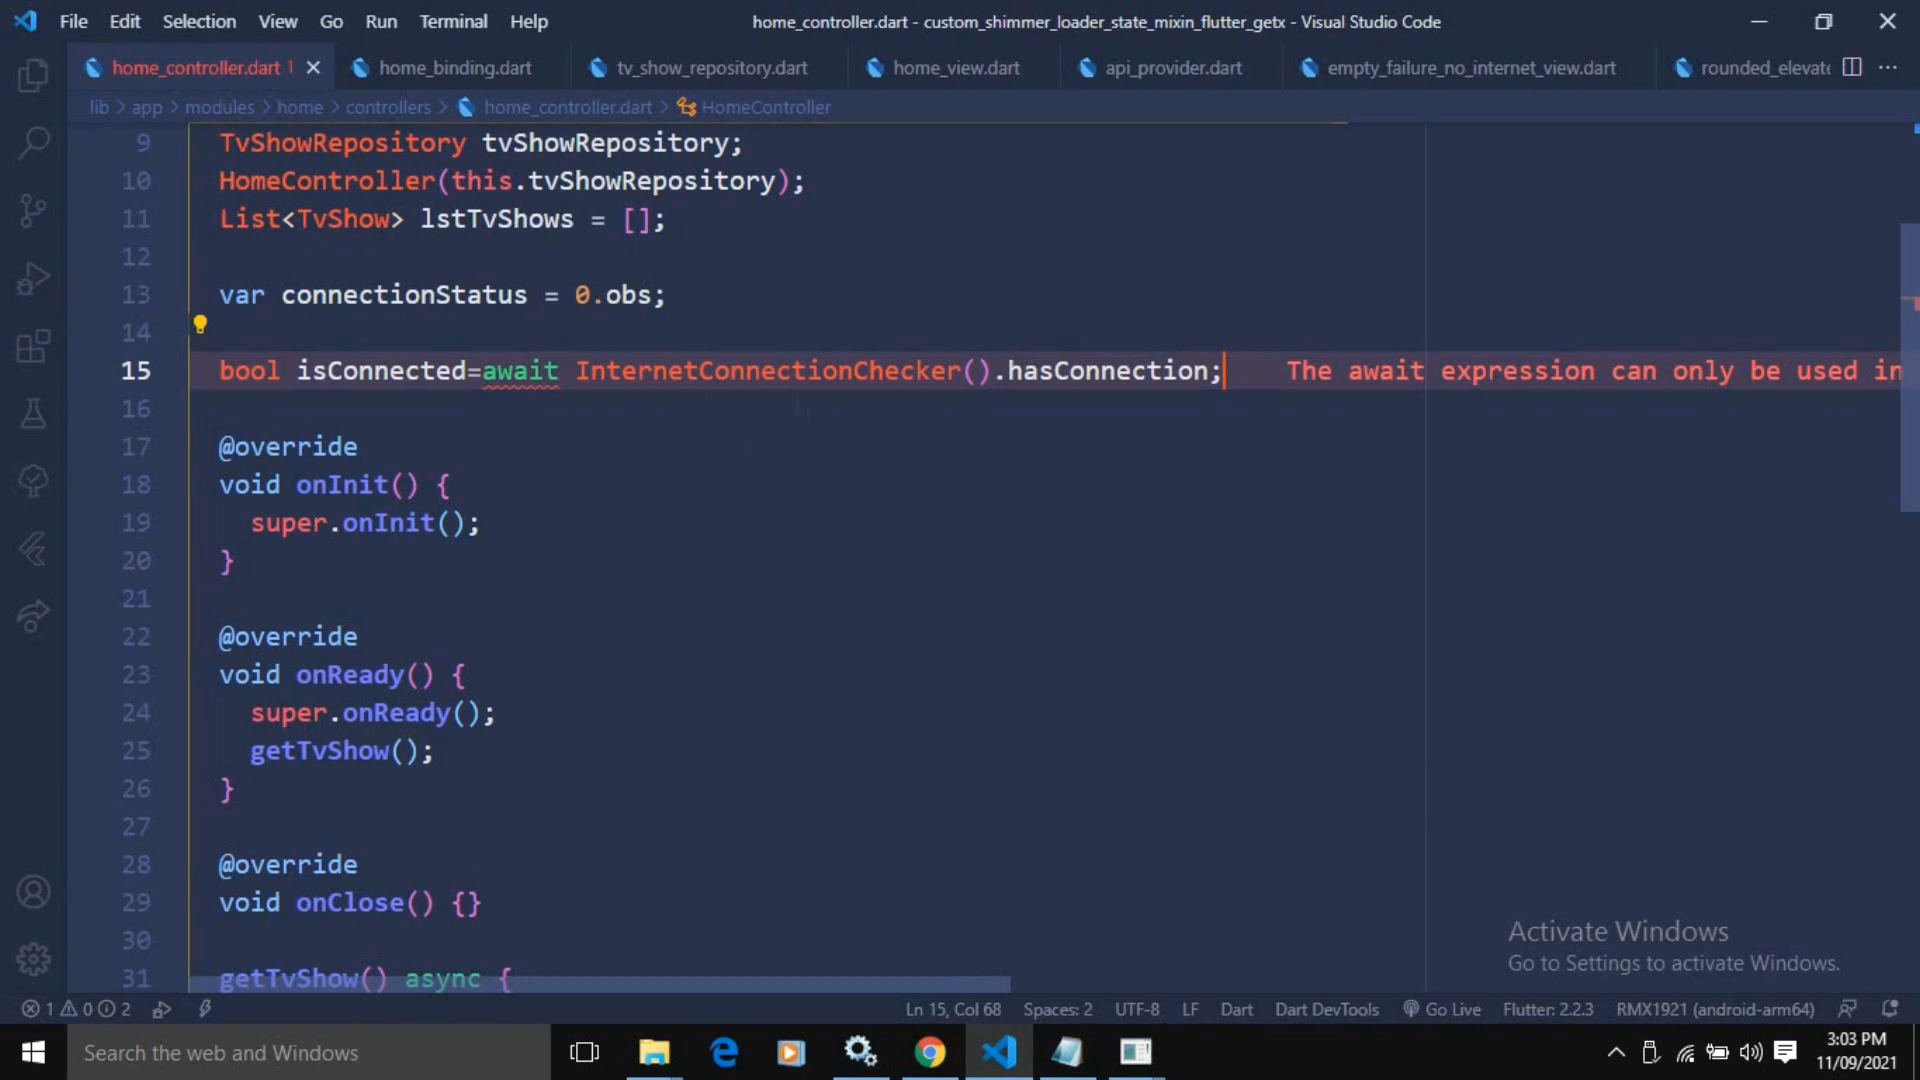 File Edit Selection View Go Run Terminal Help
home_controller.dart - custom_shimmer_loader_state_mixin_flutter_getx - Visual Studio Code
home_controller.dart 1
home_binding.dart
tv_show_repository.dart
home_view.dart
api_provider.dart
empty_failure_no_internet_view.dart
rounded_elevate
lib > app > modules > home > controllers > home_controller.dart > HomeController
9 TvShowRepository tvShowRepository;
10 HomeController(this.tvShowRepository);
11 List<TvShow> lstTvShows = [];
12
13 var connectionStatus = 0.obs;
14
15 bool isConnected=await InternetConnectionChecker().hasConnection; The await expression can only be used in
16
17 @override
18 void onInit() {
19 super.onInit();
20 }
21
22 @override
23 void onReady() {
24 super.onReady();
25 getTvShow();
26 }
27
28 @override
29 void onClose() {}
30
31 getTvShow() async {
Activate Windows
Go to Settings to activate Windows.
1 0 2
Ln 15, Col 68 Spaces: 2 UTF-8 LF Dart Dart DevTools Go Live Flutter: 2.2.3 RMX1921 (android-arm64)
Search the web and Windows
3:03 PM
11/09/2021